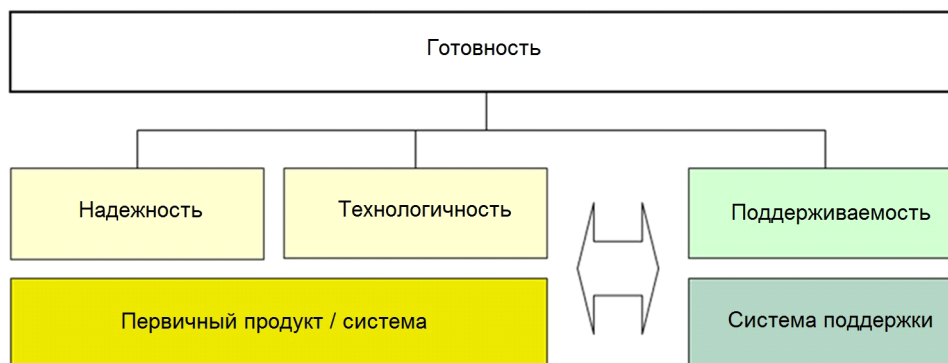 Готовность
Надежность
Технологичность
Поддерживаемость
Первичный продукт / система
Система поддержки